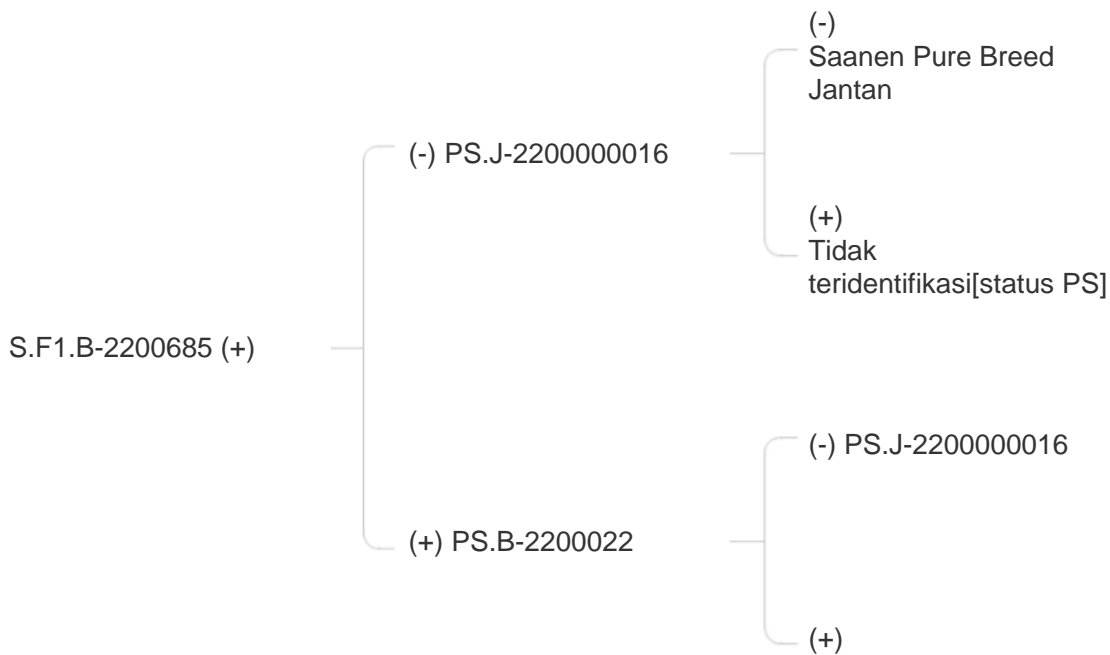 (-)
Saanen Pure Breed
Jantan
(-) PS.J-2200000016
(+)
Tidak
teridentifikasi[status PS]
S.F1.B-2200685 (+)
(-) PS.J-2200000016
(+) PS.B-2200022
(+)